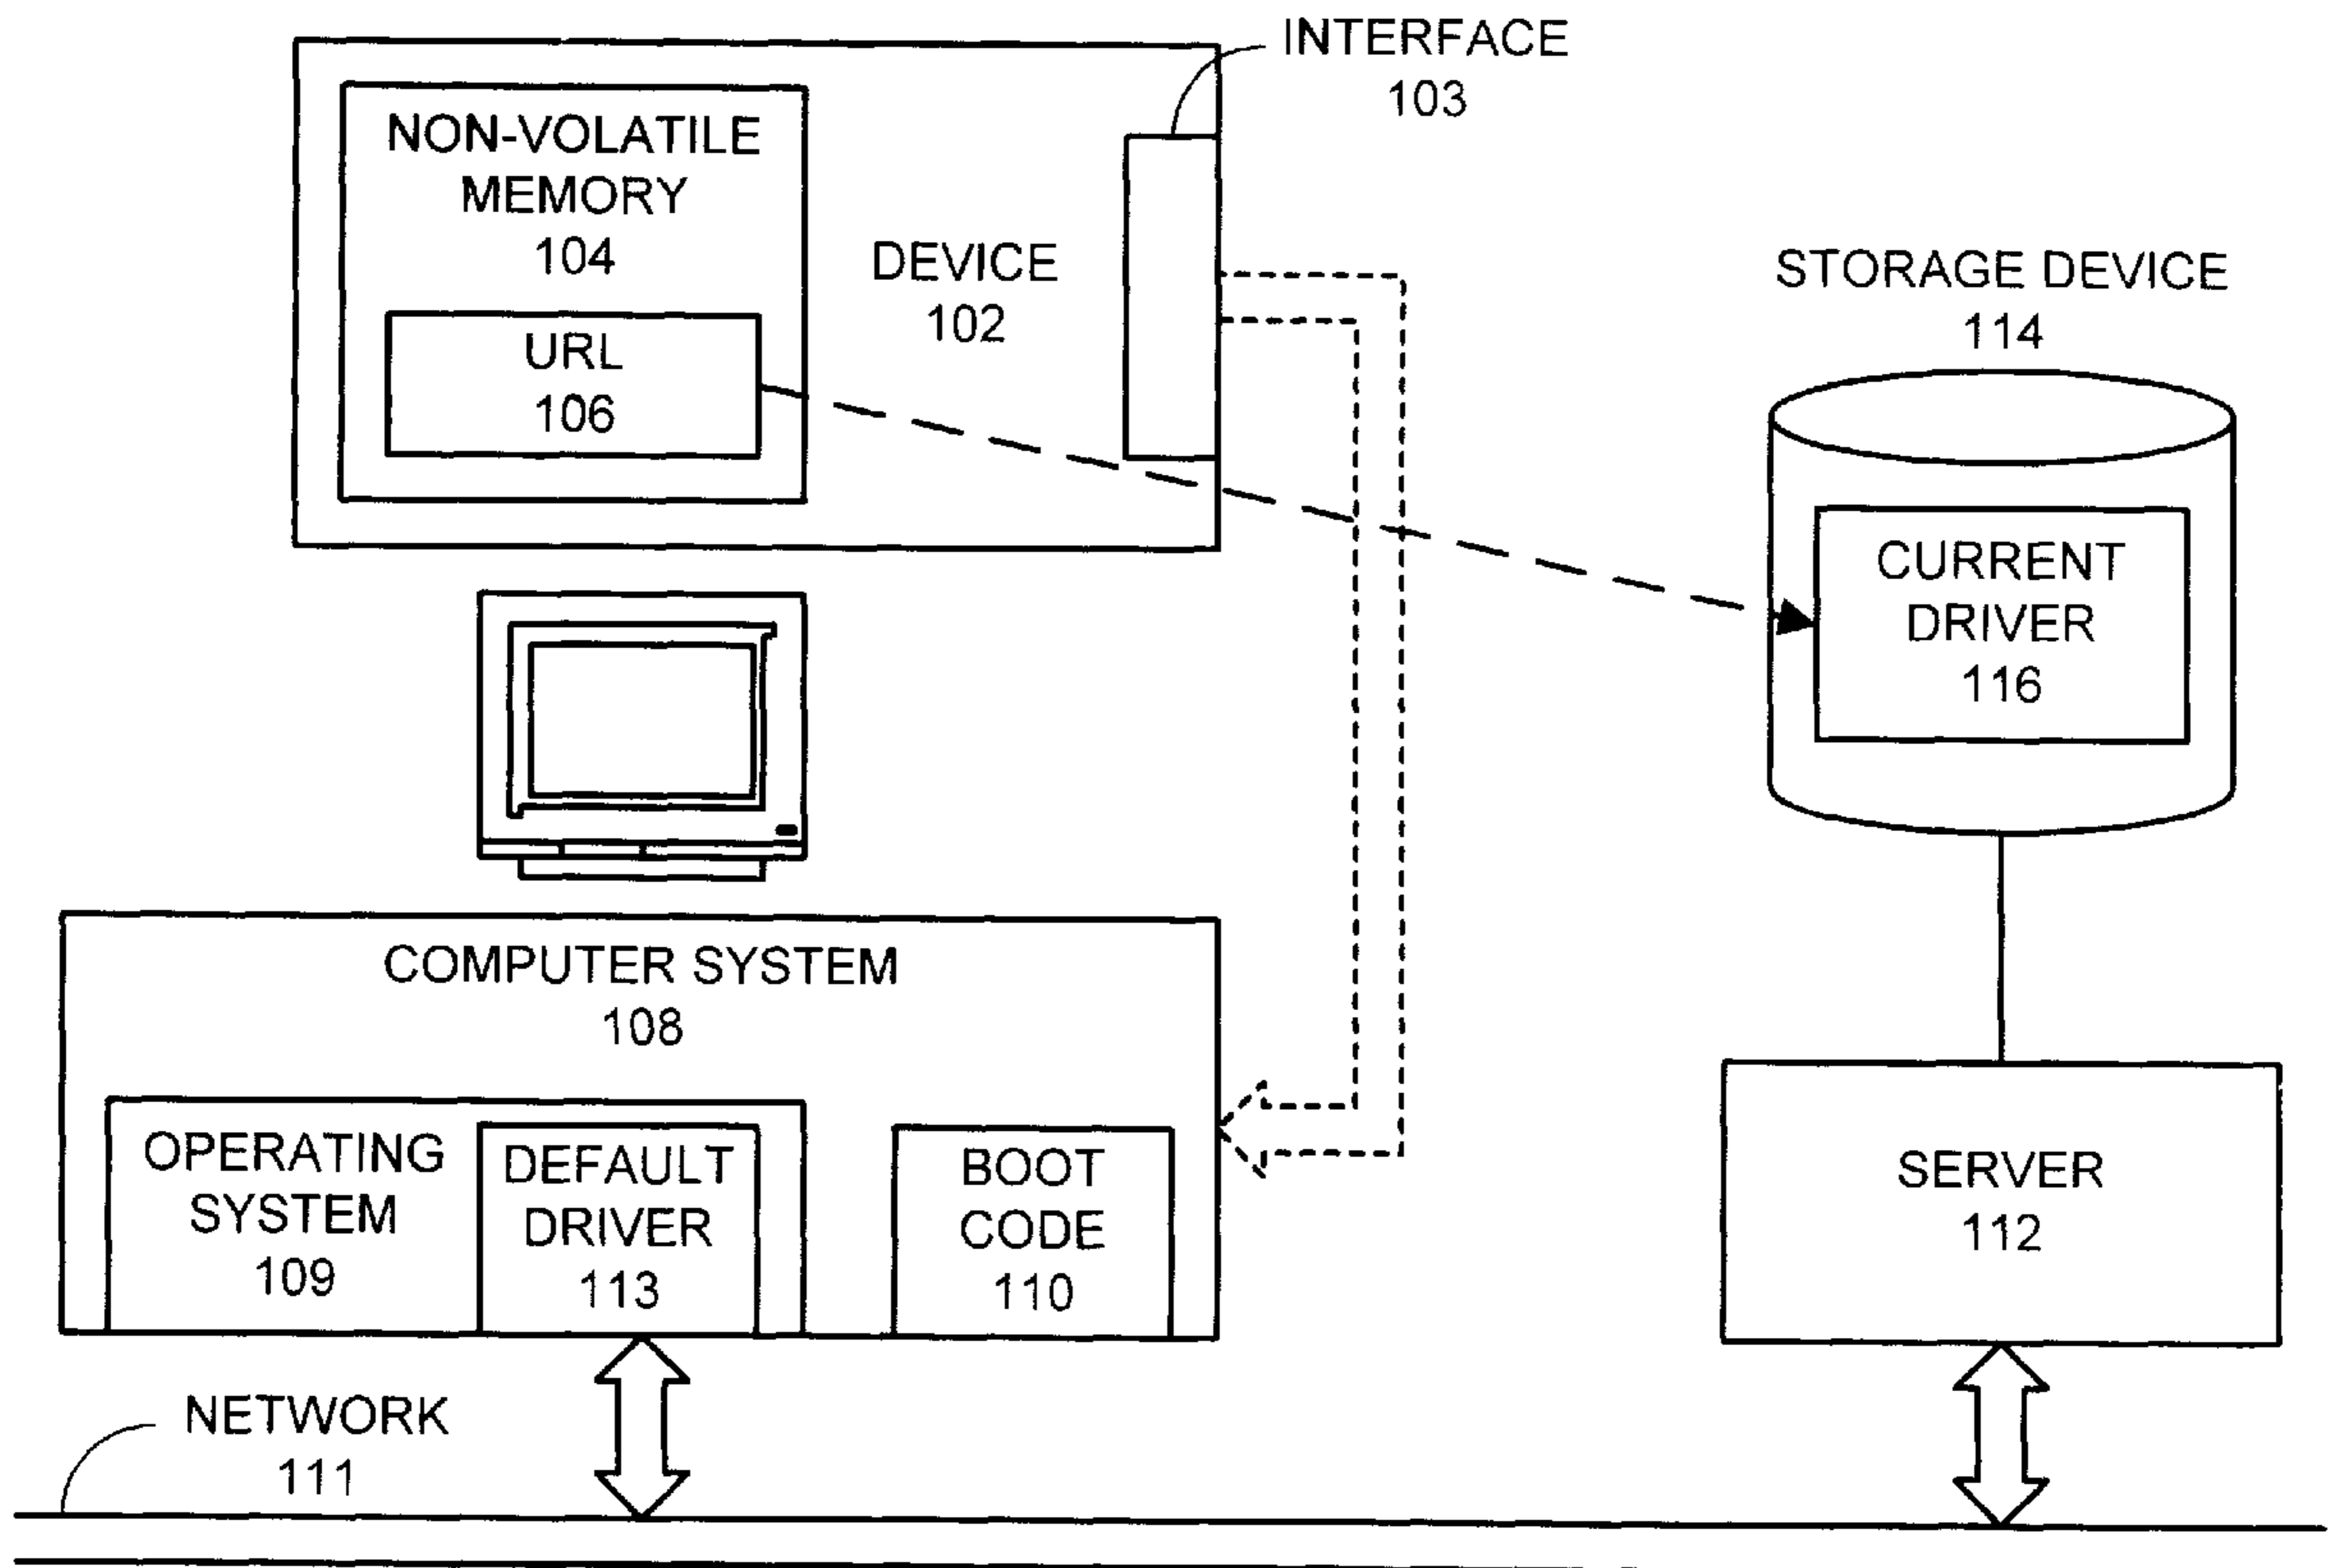 INTERFACE
103
NON-VOLATILE
MEMORY
104
DEVICE
102
URL
106
STORAGE DEVICE
114
CURRENT
DRIVER
116
COMPUTER SYSTEM
108
OPERATING
SYSTEM
109
DEFAULT
DRIVER
113
BOOT
CODE
110
SERVER
112
NETWORK
111